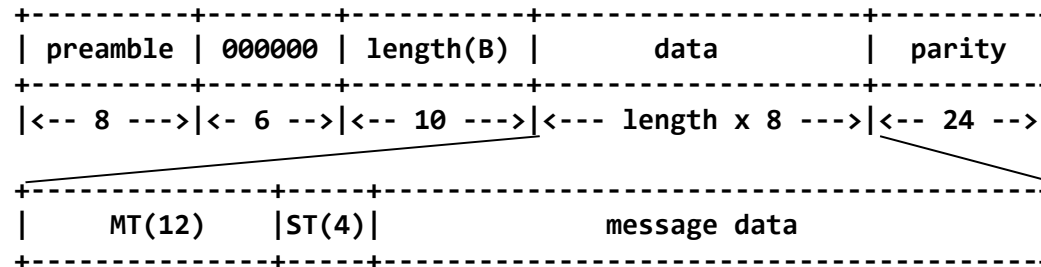 +----------+--------+-----------+--------------------+-----------
| preamble | 000000 | length(B) |       data         |  parity
+----------+--------+-----------+--------------------+-----------
|<-- 8 --->|<- 6 -->|<-- 10 --->|<--- length x 8 --->|<-- 24 -->
+---------------+-----+----------------------------------------
|     MT(12)    |ST(4)|              message data
+---------------+-----+----------------------------------------